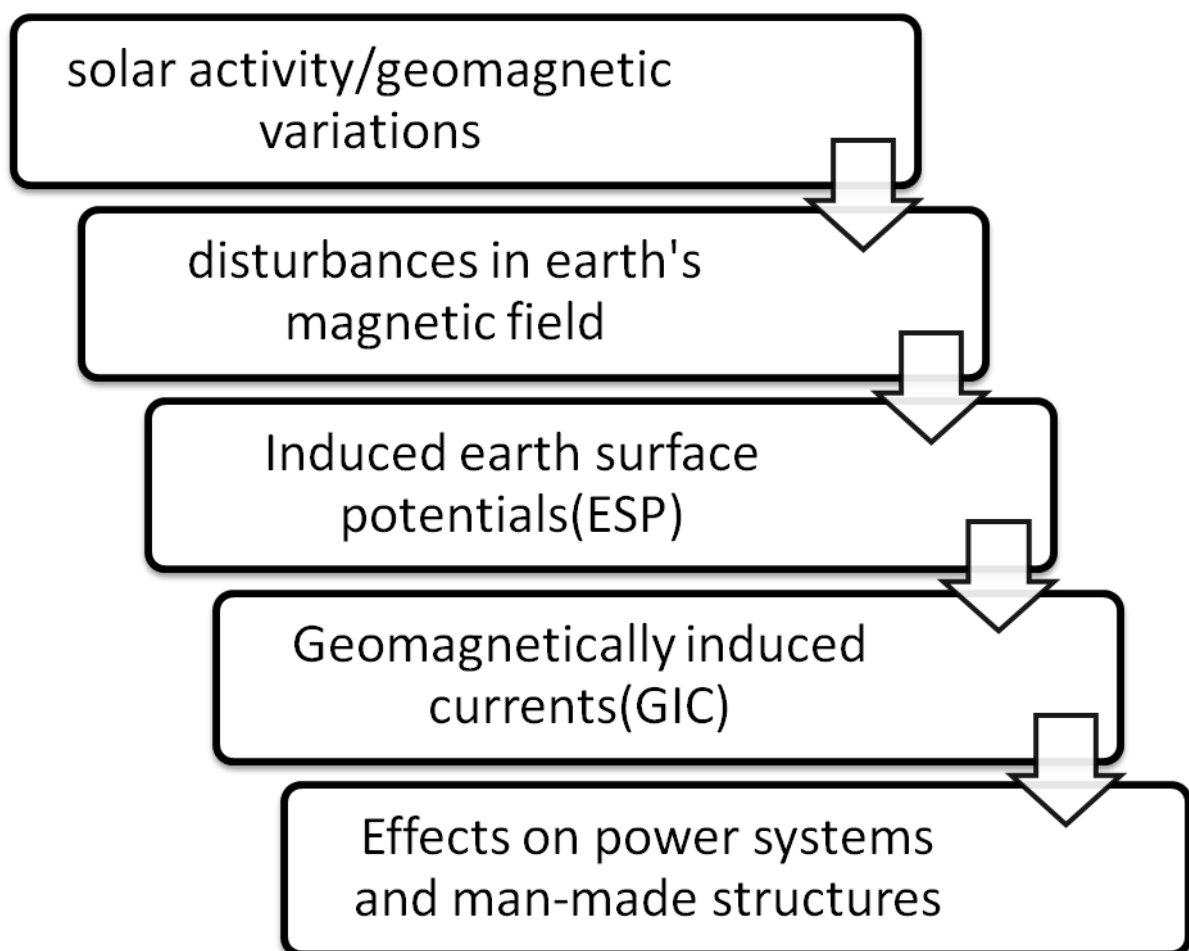 solar activity/geomagnetic
variations
disturbances in earth's
magnetic field
Induced earth surface
potentials(ESP)
Geomagnetically induced
currents(GIC)
Effects on power systems
and man-made structures